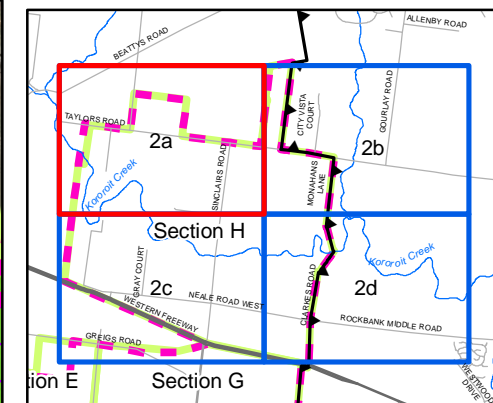 ALLENBY ROAD
BEATTYS ROAD
GOURLAY ROAD
CITY VISTA
COURT
TAYLORS ROAD
2a
2b
SINCLAIRS ROAD
MONAHANS
LANE
Kororoit Creek
Section H
Kororoit Creek
GRAY COURT
2c
2d
CLARKES ROAD
NEALE ROAD WEST
WESTERN FREEWAY
ROCKBANK MIDDLE ROAD
GREIGS ROAD
WESTWOOD
DRIVE
tion E
Section G